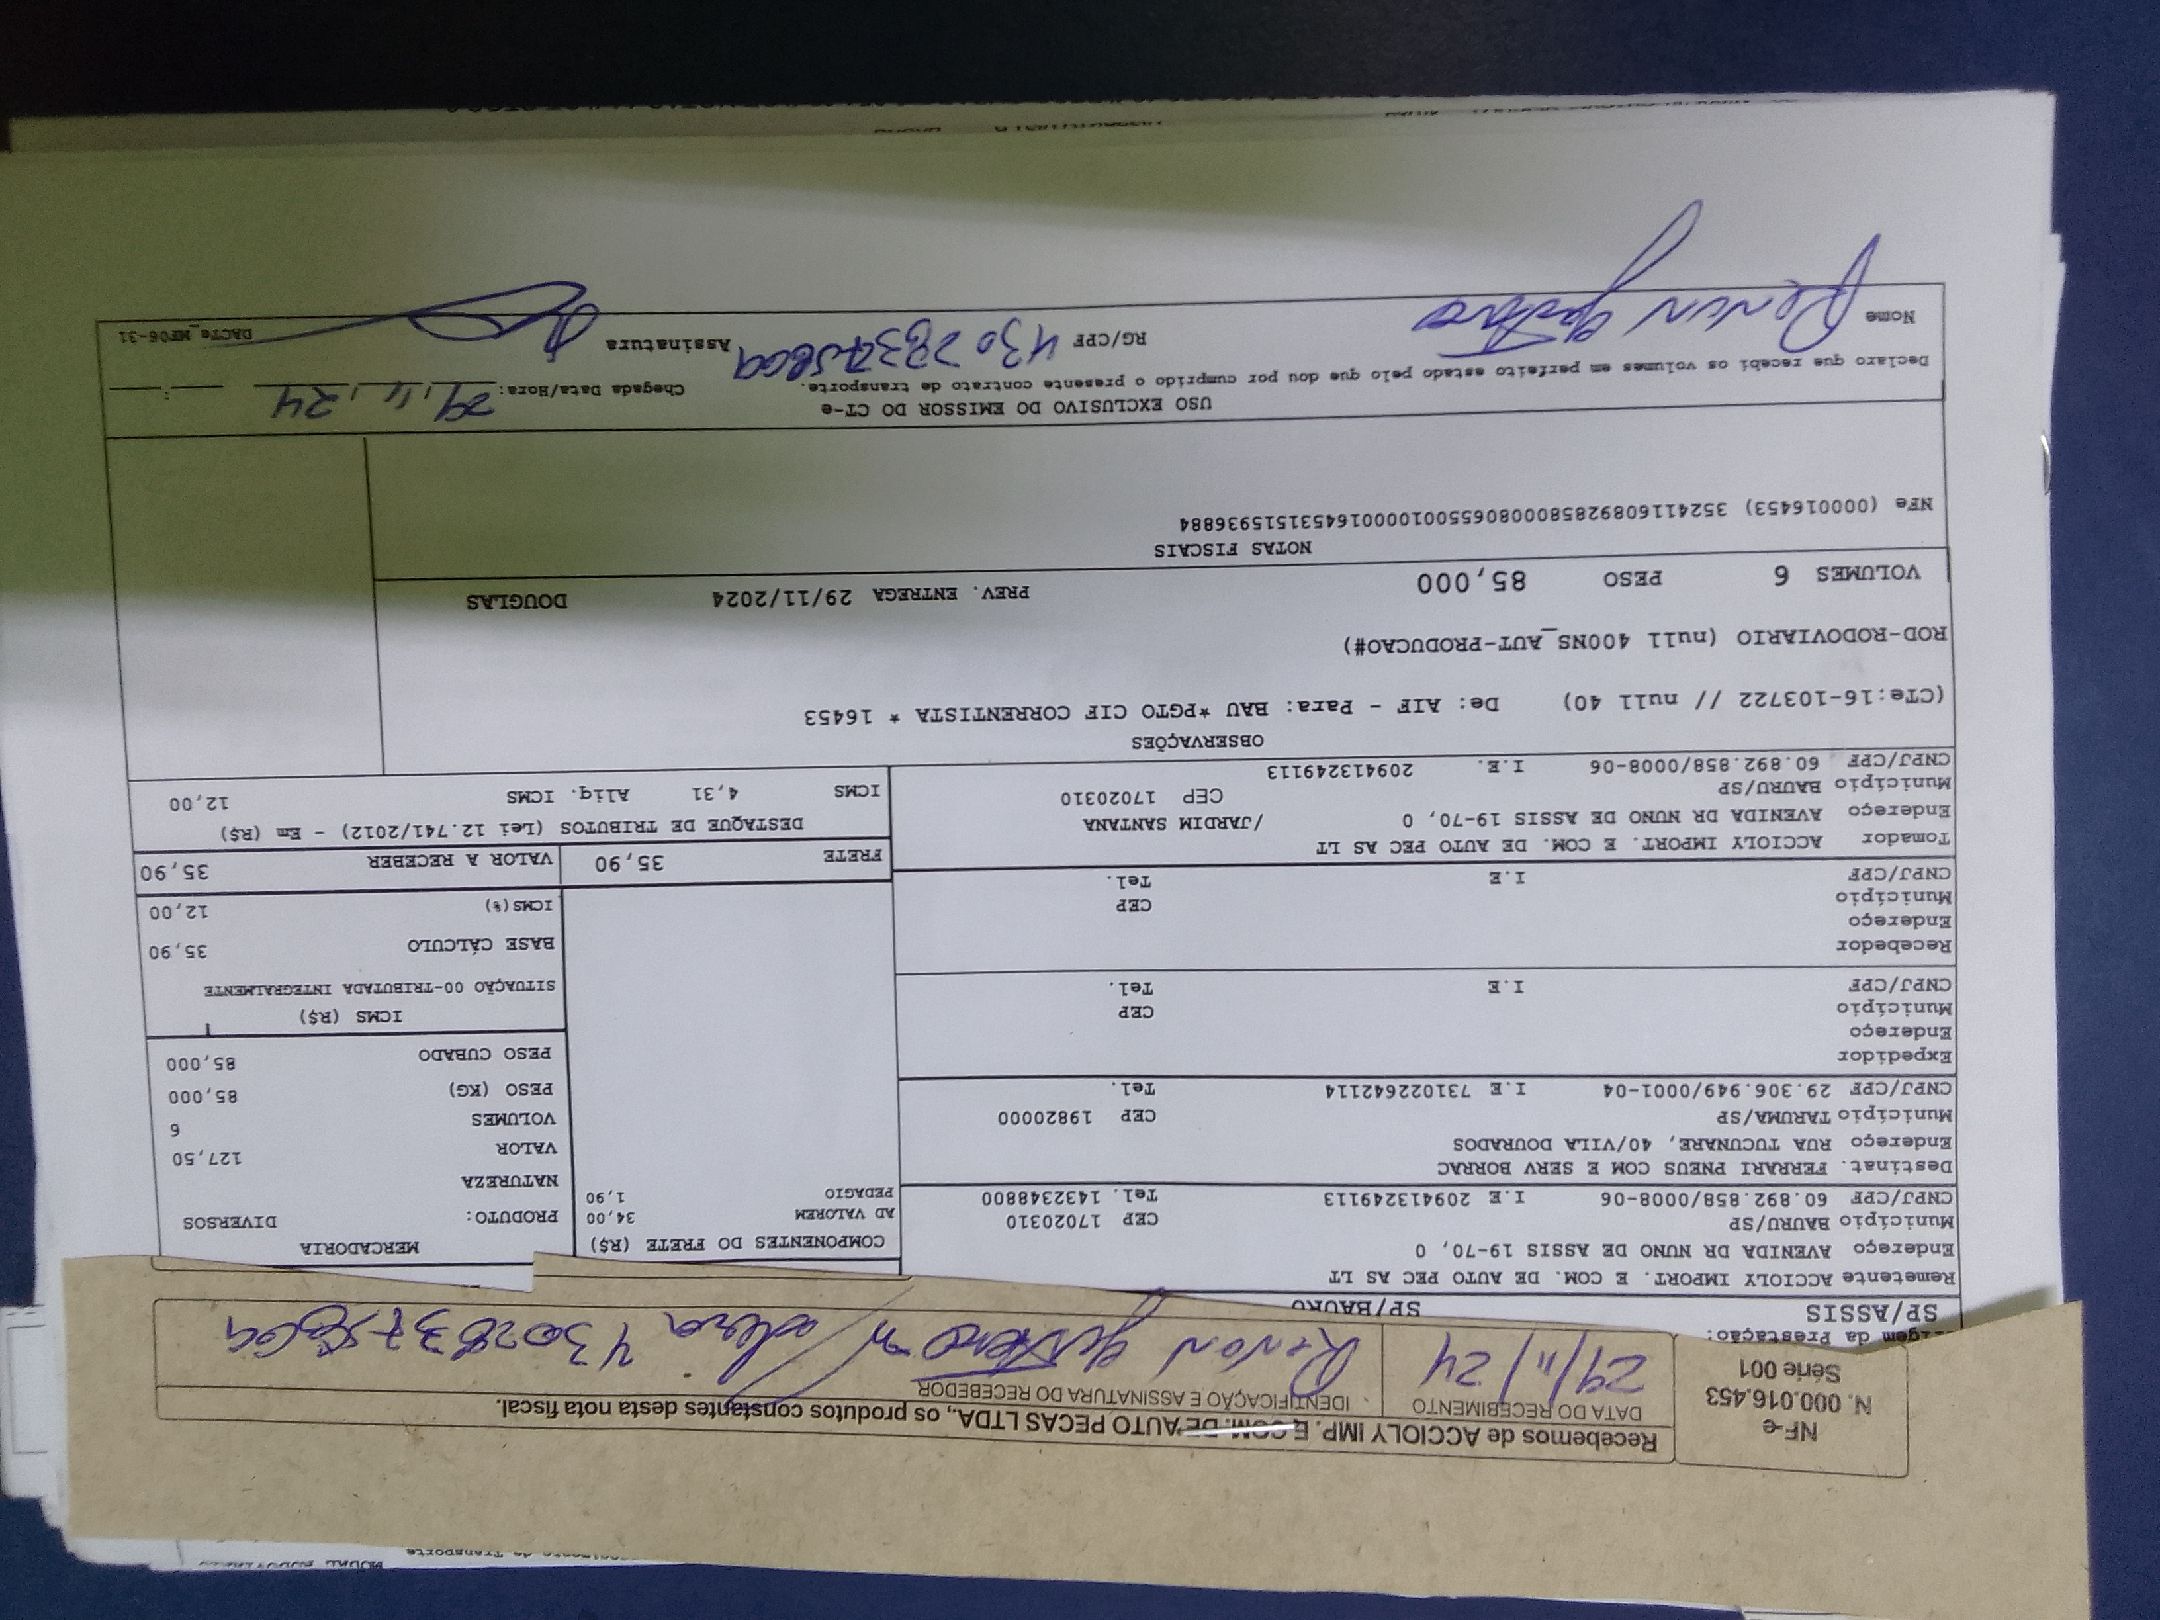 Recebemos de ACCIOLY IMP. E COM. DE AUTO PECAS LTDA., os produtos constantes desta nota fiscal.
NF-e
N. 000.016.453
Série 001
DATA DO RECEBIMENTO
29/11/24
IDENTIFICAÇÃO E ASSINATURA DO RECEBEDOR
Renan
da Prestação:
SP/ASSIS SP/BAURU
Remetente ACCIOLY IMPORT. E COM. DE AUTO PEC AS LT
Endereço AVENIDA DR NUNO DE ASSIS 19-70, 0
Município BAURU/SP CEP 17020310
CNPJ/CPF 60.892.858/0008-06 I.E 209413249113 Tel. 1432348800
Destinat. FERRARI PNEUS COM E SERV BORRAC
Endereço RUA TUCUNARE, 40/VILA DOURADOS
Município TARUMA/SP CEP 19820000
CNPJ/CPF 29.306.949/0001-04 I.E 731022642114 Tel.
Expedidor
Endereço
Município CEP
CNPJ/CPF I.E Tel.
Recebedor
Endereço
Município CEP
CNPJ/CPF I.E Tel.
Tomador ACCIOLY IMPORT. E COM. DE AUTO PEC AS LT
Endereço AVENIDA DR NUNO DE ASSIS 19-70, 0 /JARDIM SANTANA
Município BAURU/SP CEP 17020310
CNPJ/CPF 60.892.858/0008-06 I.E. 209413249113
COMPONENTES DO FRETE (R$)
AD VALOREM 34,00
PEDAGIO 1,90
MERCADORIA
PRODUTO: DIVERSOS
NATUREZA
VALOR 127,50
VOLUMES 6
PESO (KG) 85,000
PESO CUBADO 85,000
ICMS (R$)
SITUAÇÃO 00-TRIBUTADA INTEGRALMENTE
BASE CÁLCULO 35,90
ICMS(%) 12,00
FRETE 35,90 VALOR A RECEBER 35,90
DESTAQUE DE TRIBUTOS (Lei 12.741/2012) - Em (R$)
ICMS 4,31 Aliq. ICMS 12,00
OBSERVAÇÕES
(CTe:16-103722 // null 40) De: AIF - Para: BAU *PGTO CIF CORRENTISTA * 16453
ROD-RODOVIARIO (null 400NS_AUT-PRODUCAO#)
VOLUMES 6 PESO 85,000 PREV. ENTREGA 29/11/2024 DOUGLAS
NOTAS FISCAIS
NFe (000016453) 35241160892858000806550010000164531515936884
USO EXCLUSIVO DO EMISSOR DO CT-e
Declaro que recebi os volumes em perfeito estado pelo que dou por cumprido o presente contrato de transporte.
Chegada Data/Hora: 29, 11, 24 :
Nome Renan RG/CPF Assinatura
DACTe_MF06-31